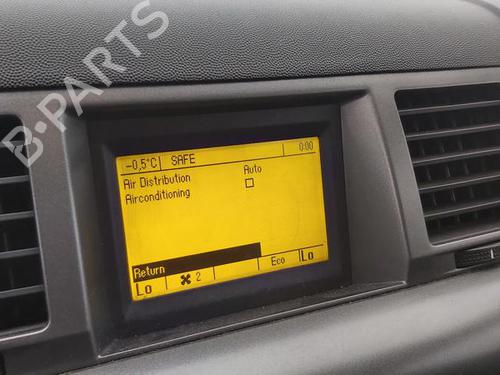 B-PARTS
-0,5°C SAFE 0:00
Air Distribution Auto
Airconditioning
Return
Lo 2 Eco Lo